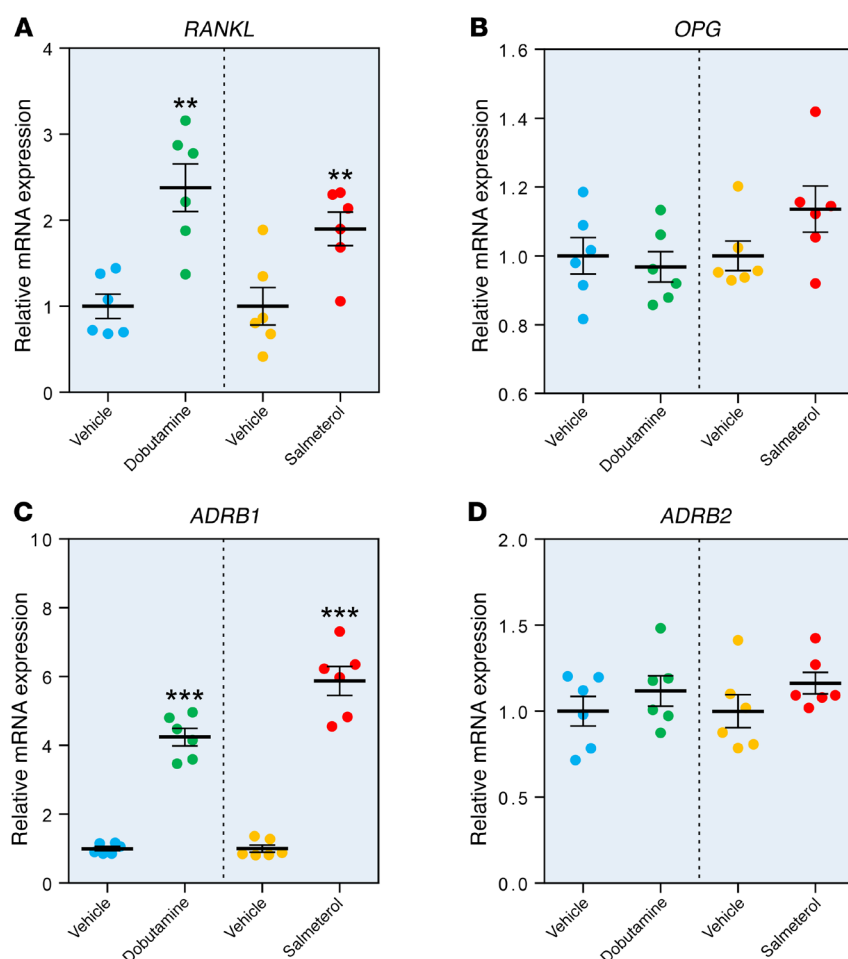 A
RANKL
Relative mRNA expression
4
3
2
1
0
**
**
Vehicle
Dobutamine
Vehicle
Salmeterol
B
OPG
Relative mRNA expression
1.6
1.4
1.2
1.0
0.8
0.6
Vehicle
Dobutamine
Vehicle
Salmeterol
C
ADRB1
Relative mRNA expression
10
8
6
4
2
0
***
***
Vehicle
Dobutamine
Vehicle
Salmeterol
D
ADRB2
Relative mRNA expression
2.0
1.5
1.0
0.5
0.0
Vehicle
Dobutamine
Vehicle
Salmeterol